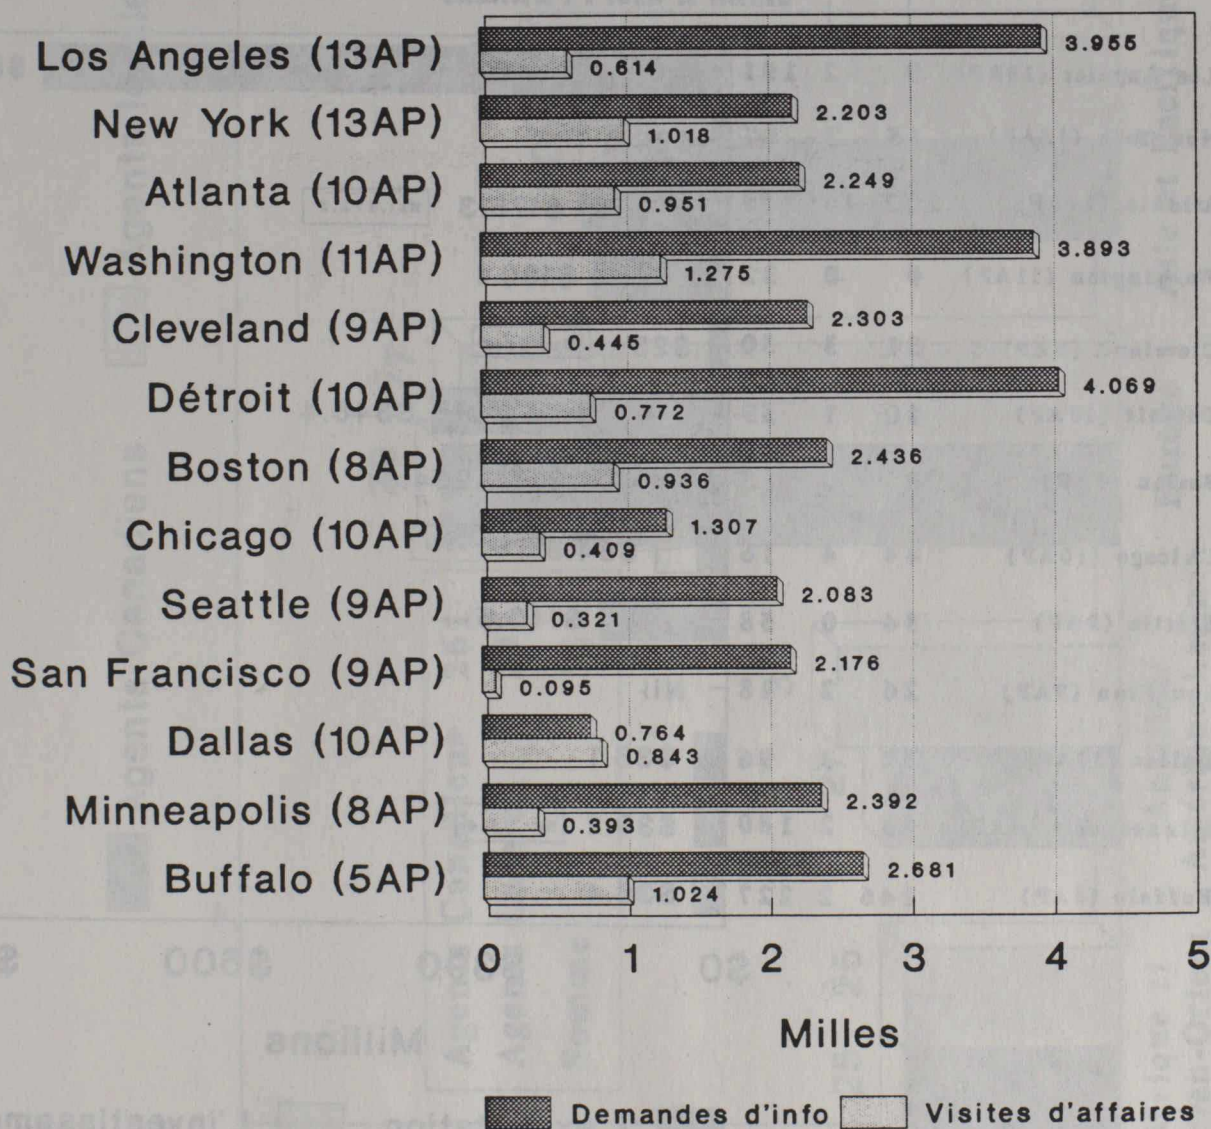 Los Angeles (13AP) 3.955
0.614
New York (13AP) 2.203
1.018
Atlanta (10AP) 2.249
0.951
Washington (11AP) 3.893
1.275
Cleveland (9AP) 2.303
0.445
Détroit (10AP) 4.069
0.772
Boston (8AP) 2.436
0.936
Chicago (10AP) 1.307
0.409
Seattle (9AP) 2.083
0.321
San Francisco (9AP) 2.176
0.095
Dallas (10AP) 0.764
0.843
Minneapolis (8AP) 2.392
0.393
Buffalo (5AP) 2.681
1.024
0 1 2 3 4 5
Milles
Demandes d'info Visites d'affaires